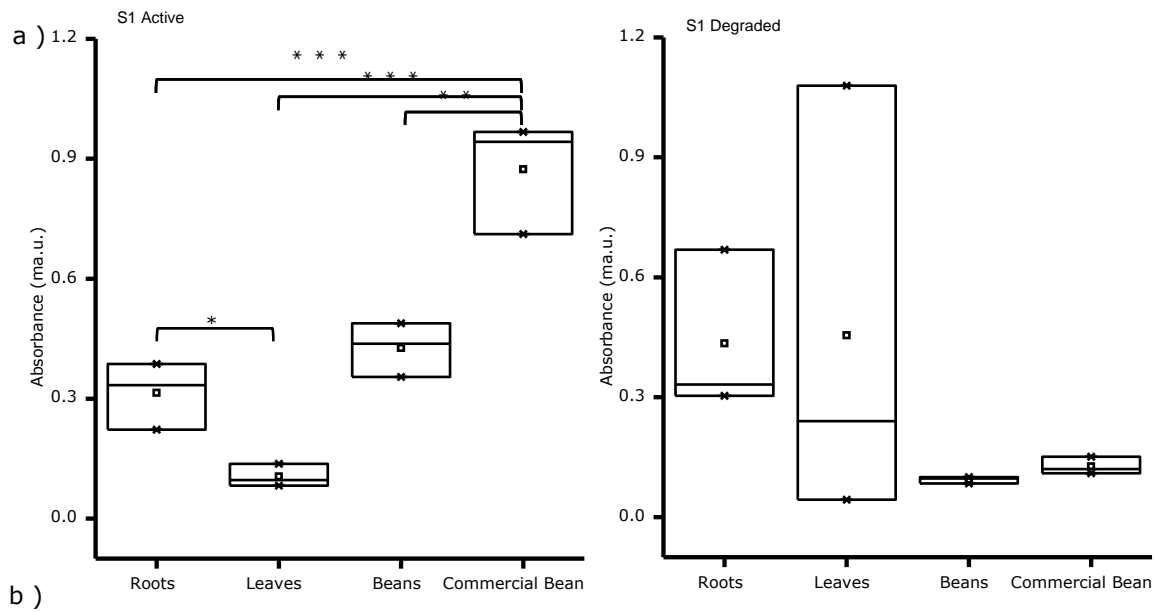 a )
S1 Active
1.2
0.9
0.6
0.3
0.0
Absorbance (ma.u.)
* * *
* * *
* *
*
Roots
Leaves
Beans
Commercial Bean
S1 Degraded
1.2
0.9
0.6
0.3
0.0
Absorbance (ma.u.)
Roots
Leaves
Beans
Commercial Bean
b )